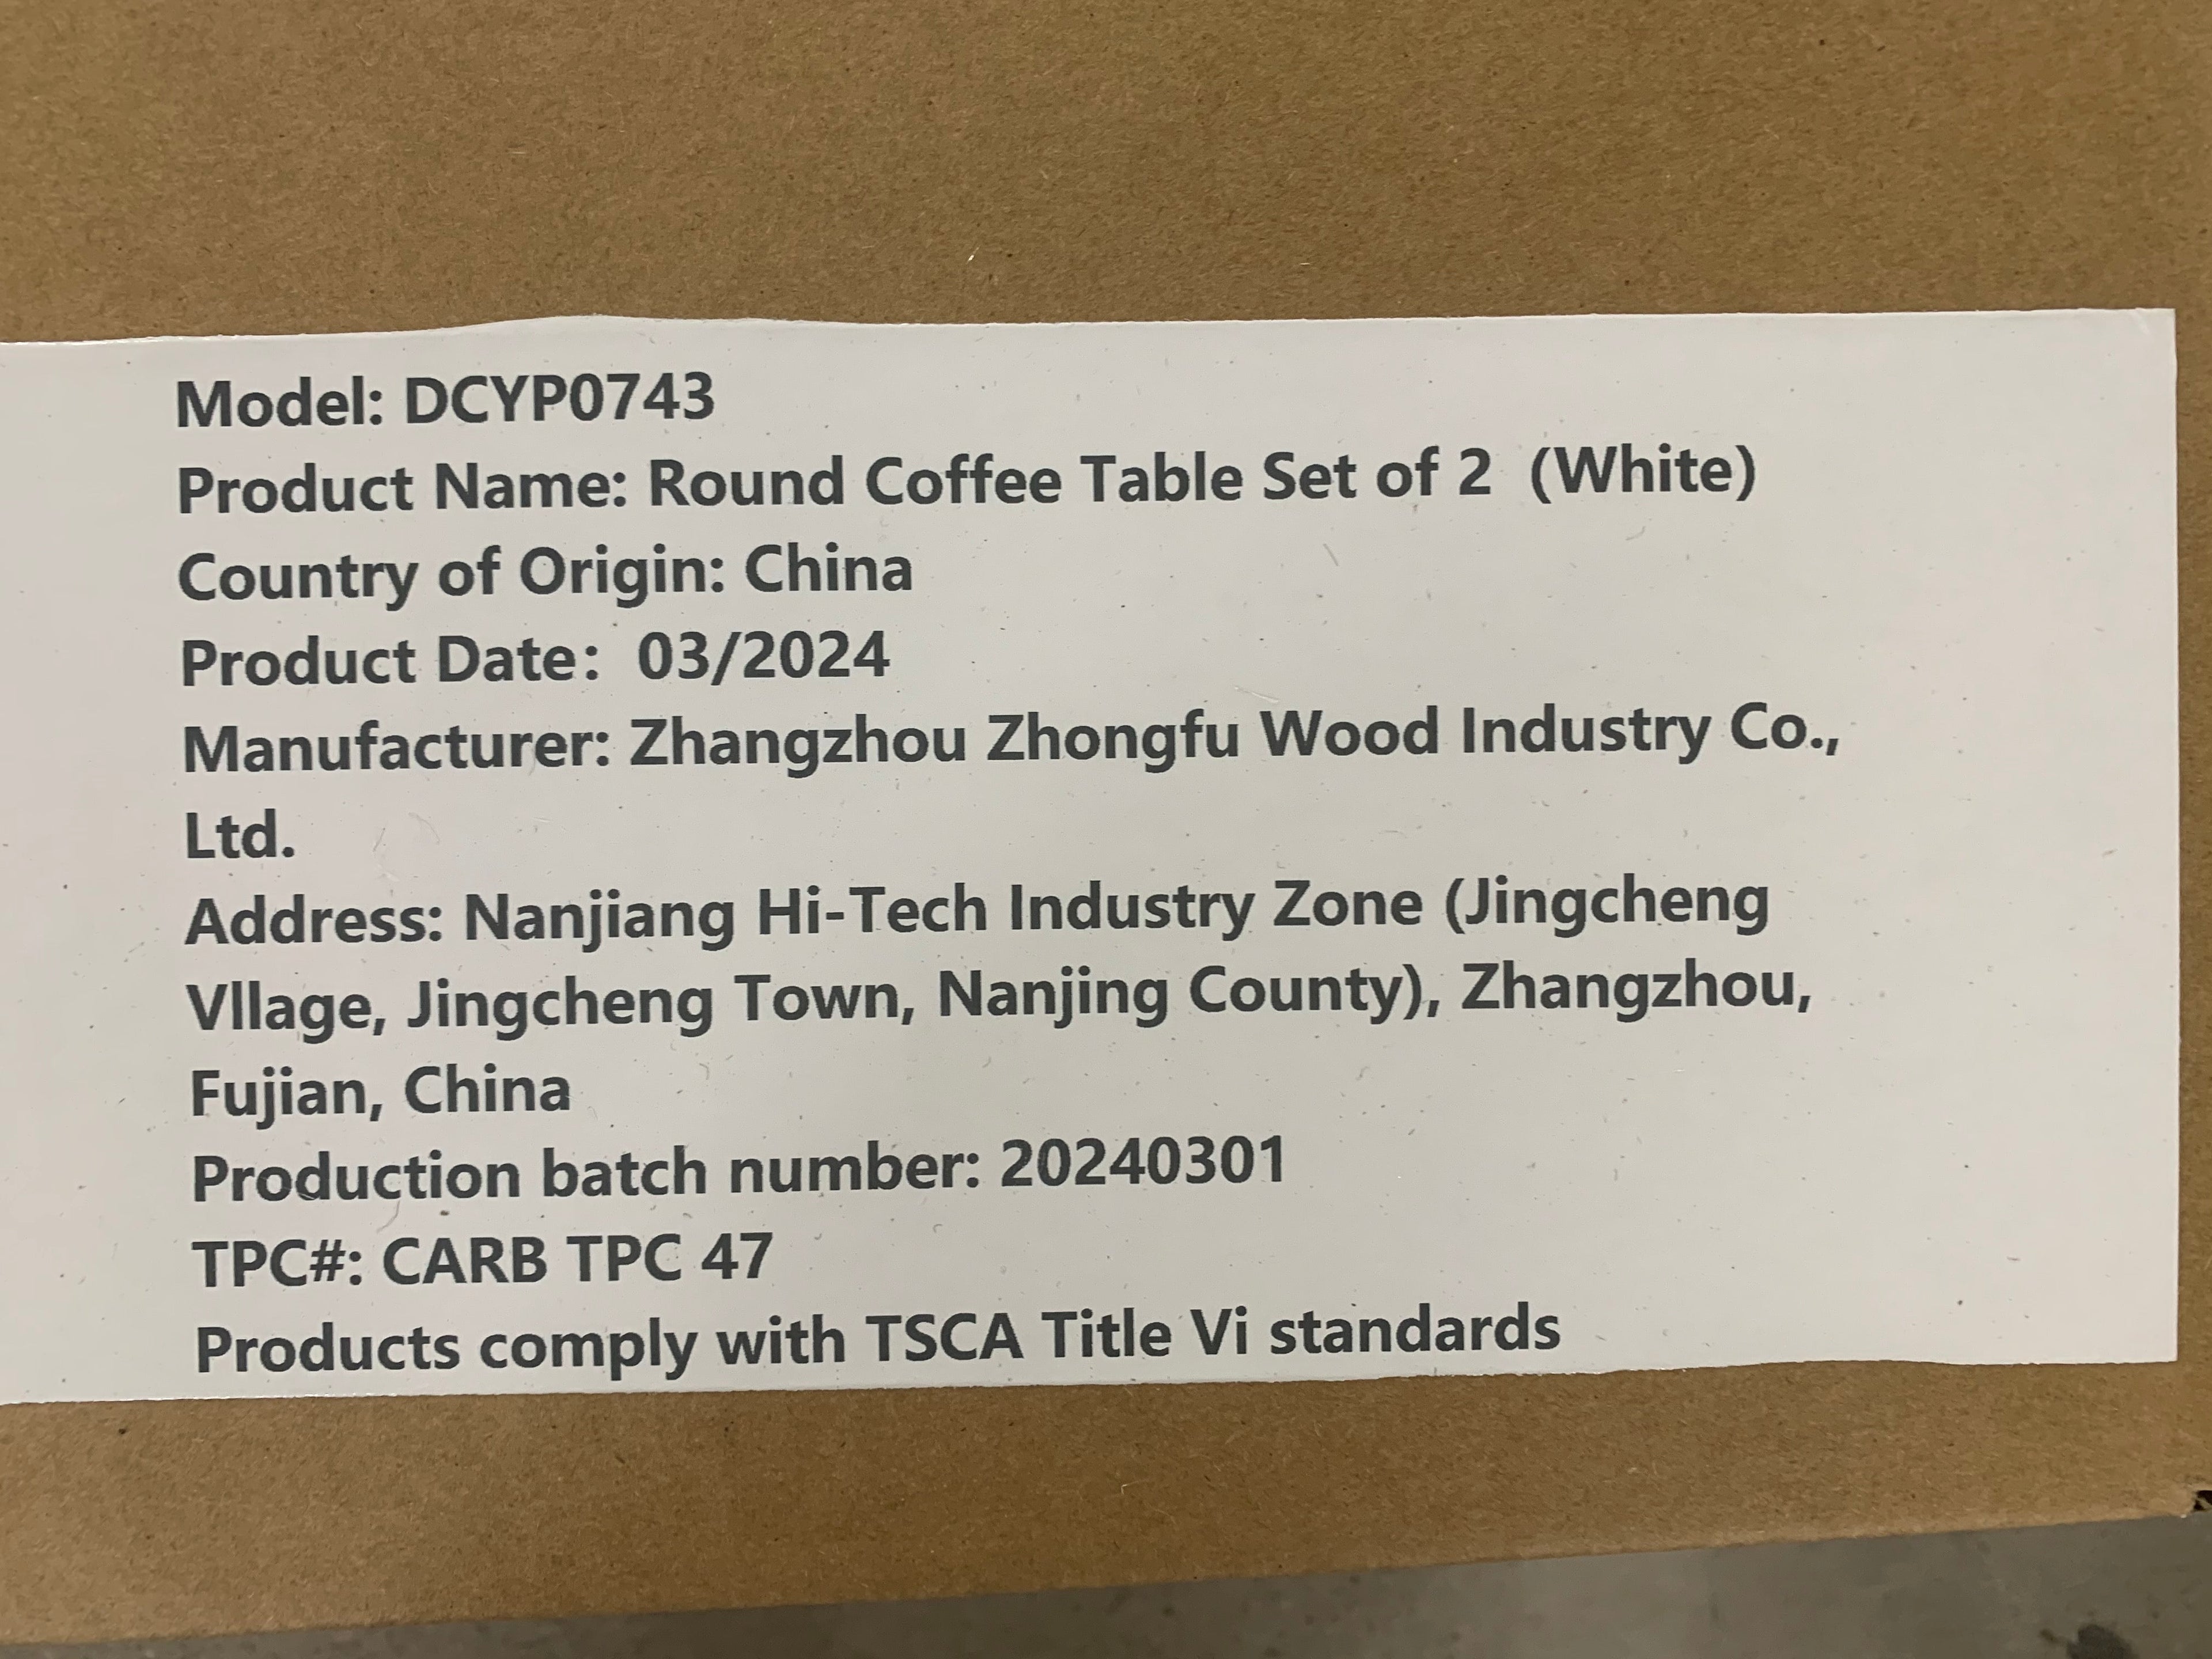 Model: DCYP0743
Product Name: Round Coffee Table Set of 2 (White)
Country of Origin: China
Product Date: 03/2024
Manufacturer: Zhangzhou Zhongfu Wood Industry Co.,
Ltd.
Address: Nanjiang Hi-Tech Industry Zone (Jingcheng
Vllage, Jingcheng Town, Nanjing County), Zhangzhou,
Fujian, China
Production batch number: 20240301
TPC#: CARB TPC 47
Products comply with TSCA Title Vi standards